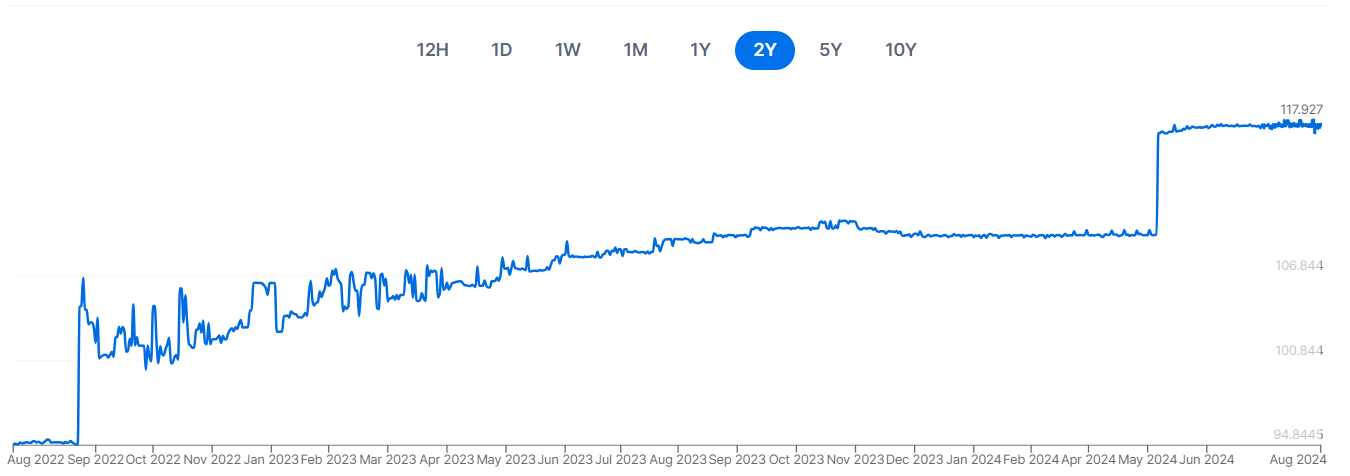 12H 1D 1W 1M 1Y 2Y 5Y 10Y
117.927
106.844
100.844
94.8445
Aug 2022 Sep 2022 Oct 2022 Nov 2022 Jan 2023 Feb 2023 Mar 2023 Apr 2023 May 2023 Jun 2023 Jul 2023 Aug 2023 Sep 2023 Oct 2023 Nov 2023 Dec 2023 Jan 2024 Feb 2024 Apr 2024 May 2024 Jun 2024 Aug 2024